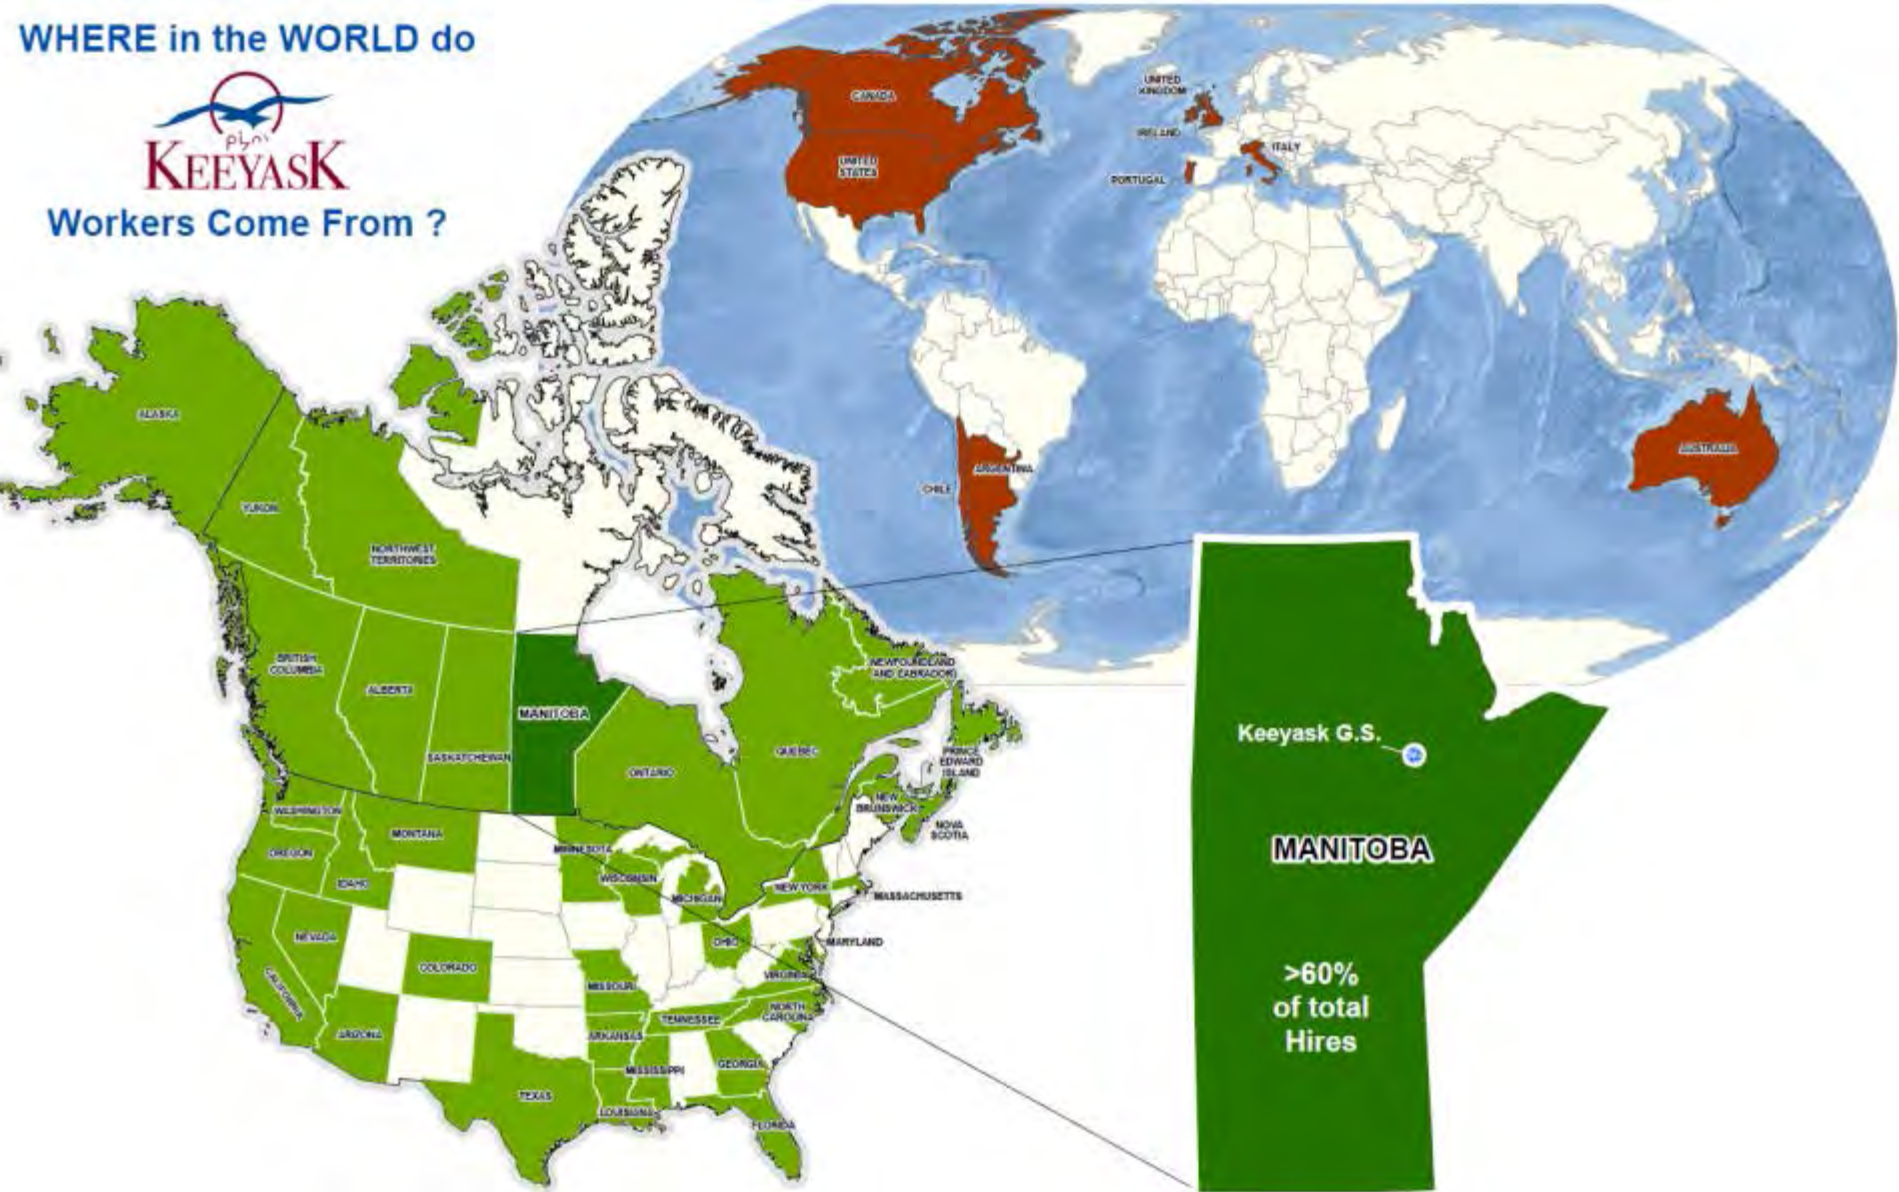 WHERE in the WORLD do
KEEYASK
Workers Come From ?
CANADA
UNITED
STATES
UNITED
KINGDOM
IRELAND
ITALY
PORTUGAL
CHILE
ARGENTINA
AUSTRALIA
ALASKA
YUKON
NORTHWEST
TERRITORIES
BRITISH
COLUMBIA
ALBERTA
SASKATCHEWAN
MANITOBA
ONTARIO
QUEBEC
NEWFOUNDLAND
AND LABRADOR
PRINCE
EDWARD
ISLAND
NEW
BRUNSWICK
NOVA
SCOTIA
WASHINGTON
MONTANA
OREGON
IDAHO
MINNESOTA
WISCONSIN
MICHIGAN
NEW YORK
MASSACHUSETTS
NEVADA
COLORADO
OHIO
MARYLAND
CALIFORNIA
MISSOURI
VIRGINIA
ARIZONA
ARKANSAS
TENNESSEE
NORTH
CAROLINA
MISSISSIPPI
GEORGIA
TEXAS
LOUISIANA
FLORIDA
Keeyask G.S.
MANITOBA
>60%
of total
Hires